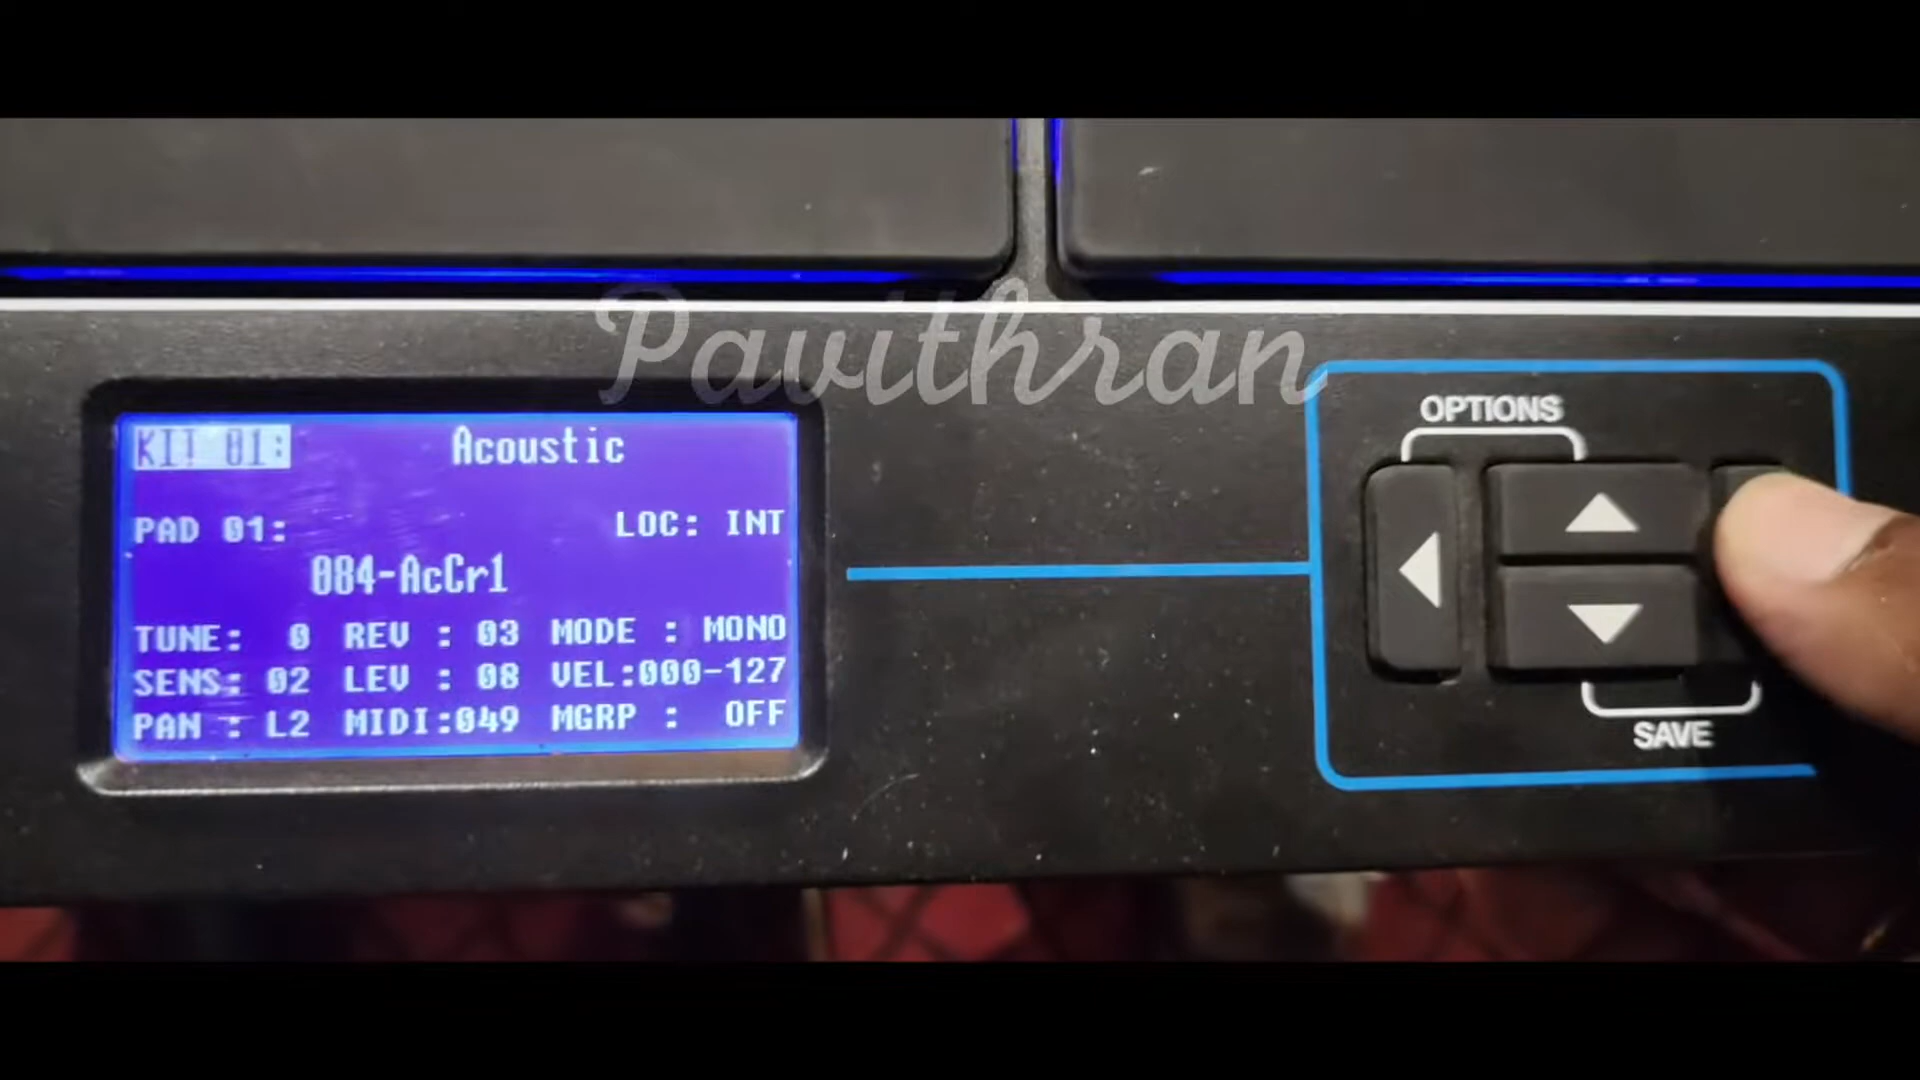 Pavithran
OPTIONS
KIT 01: Acoustic
PAD 01: LOC: INT
084-AcCr1
TUNE: 0 REV : 03 MODE : MONO
SENS: 02 LEV : 08 VEL:000-127
PAN : L2 MIDI:049 MGRP : OFF
SAVE